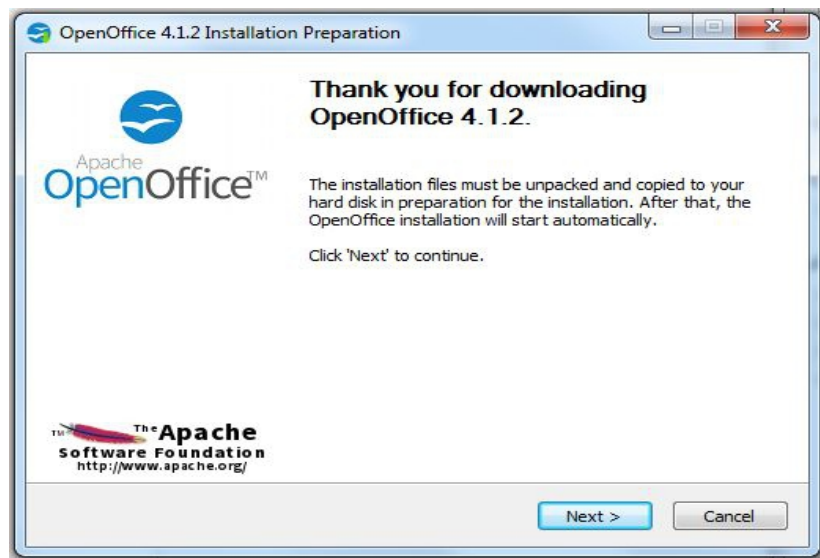 OpenOffice 4.1.2 Installation Preparation
Thank you for downloading
OpenOffice 4.1.2.
Apache
OpenOffice™
The installation files must be unpacked and copied to your
hard disk in preparation for the installation. After that, the
OpenOffice installation will start automatically.
Click 'Next' to continue.
TM The Apache
Software Foundation
http://www.apache.org/
Next >
Cancel